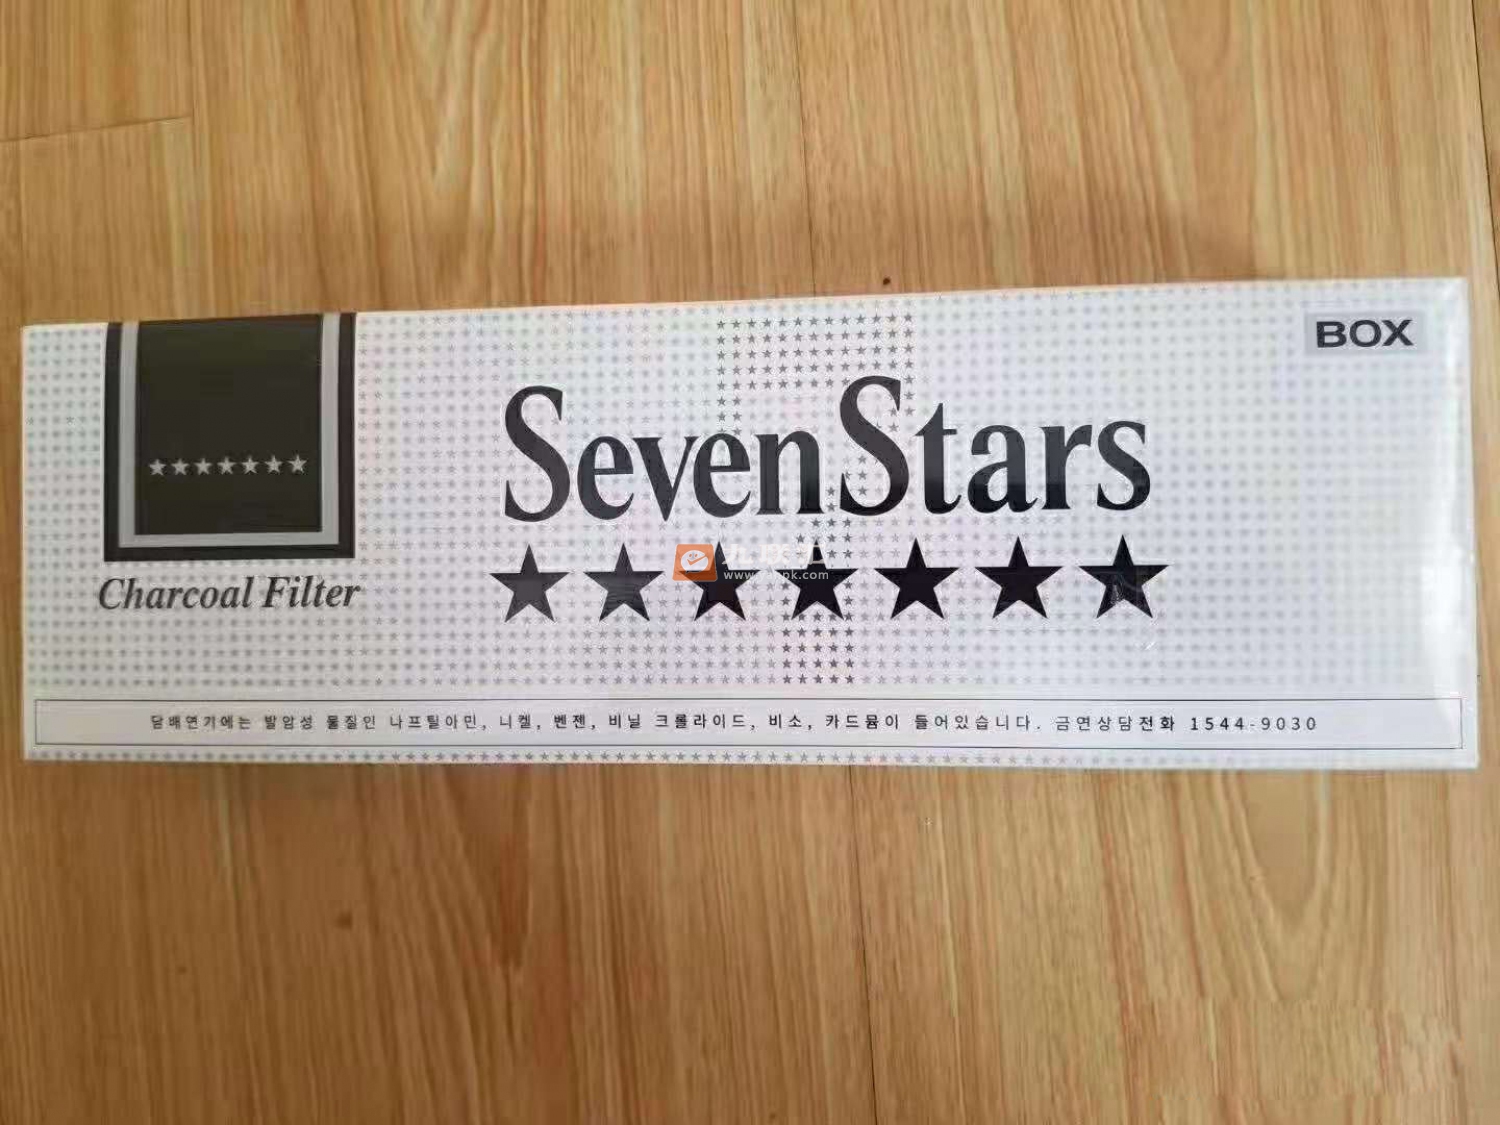 BOX
SevenStars
Charcoal Filter
담배연기에는 발암성 물질인 나프틸아민, 니켈, 벤젠, 비닐 크롤라이드, 비소, 카드뮴이 들어있습니다. 금연상담전화 1544-9030